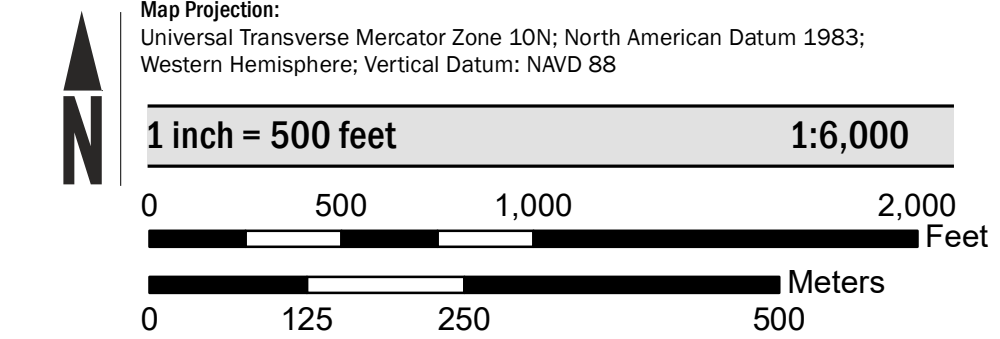 Map Projection:
Universal Transverse Mercator Zone 10N; North American Datum 1983;
Western Hemisphere; Vertical Datum: NAVD 88
N
1 inch = 500 feet 1:6,000
0 500 1,000 2,000
Feet
Meters
0 125 250 500